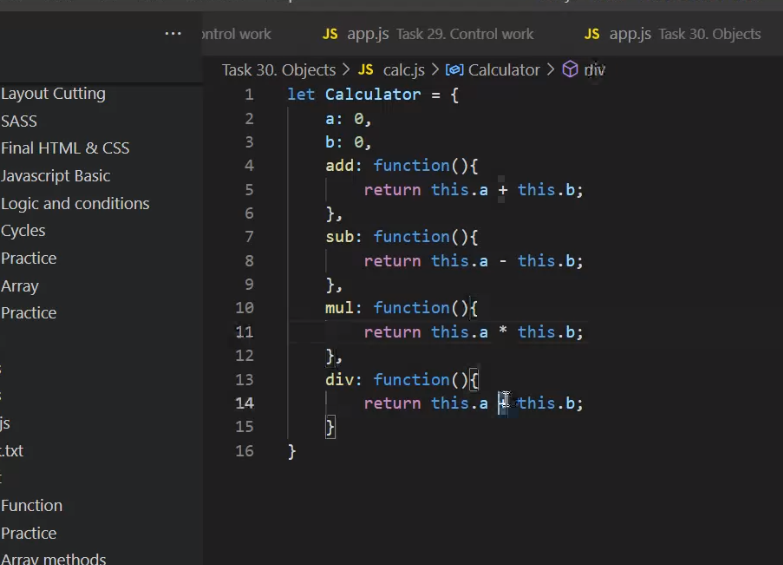 ontrol work
JS app.js Task 29. Control work
JS app.js Task 30. Objects
Task 30. Objects > JS calc.js > Calculator > div
Layout Cutting
SASS
Final HTML & CSS
Javascript Basic
Logic and conditions
Cycles
Practice
Array
Practice
s
s
js
t.txt
t
Function
Practice
Array methods
1 let Calculator = {
2 a: 0,
3 b: 0,
4 add: function(){
5 return this.a + this.b;
6 },
7 sub: function(){
8 return this.a - this.b;
9 },
10 mul: function(){
11 return this.a * this.b;
12 },
13 div: function(){
14 return this.a + this.b;
15 }
16 }